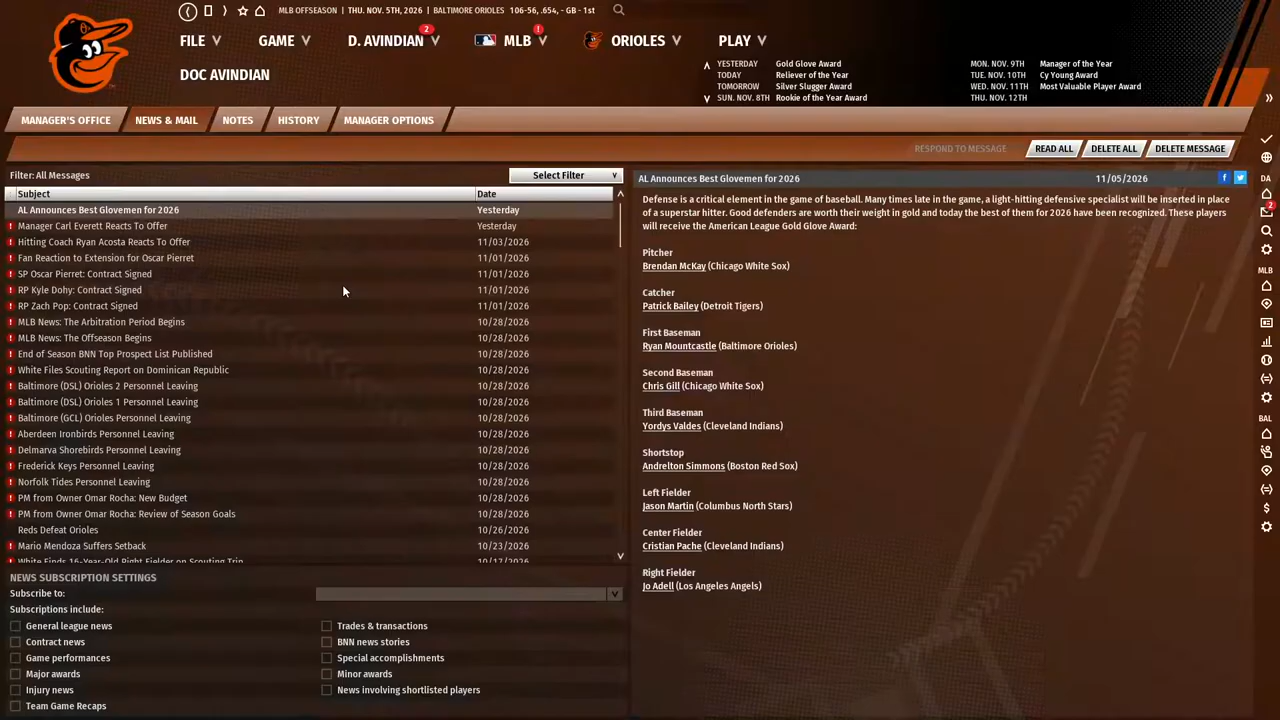 MLB OFFSEASON | THU. NOV. 5TH, 2026 | BALTIMORE ORIOLES 106-56, .654, - GB - 1st
FILE GAME D. AVINDIAN 2 MLB ! ORIOLES PLAY
DOC AVINDIAN
YESTERDAY Gold Glove Award MON. NOV. 9TH Manager of the Year
TODAY Reliever of the Year TUE. NOV. 10TH Cy Young Award
TOMORROW Silver Slugger Award WED. NOV. 11TH Most Valuable Player Award
SUN. NOV. 8TH Rookie of the Year Award THU. NOV. 12TH
MANAGER'S OFFICE NEWS & MAIL NOTES HISTORY MANAGER OPTIONS
RESPOND TO MESSAGE READ ALL DELETE ALL DELETE MESSAGE
Filter: All Messages Select Filter
Subject Date
AL Announces Best Glovemen for 2026 Yesterday
! Manager Carl Everett Reacts To Offer Yesterday
! Hitting Coach Ryan Acosta Reacts To Offer 11/03/2026
! Fan Reaction to Extension for Oscar Pierret 11/01/2026
! SP Oscar Pierret: Contract Signed 11/01/2026
! RP Kyle Dohy: Contract Signed 11/01/2026
! RP Zach Pop: Contract Signed 11/01/2026
! MLB News: The Arbitration Period Begins 10/28/2026
! MLB News: The Offseason Begins 10/28/2026
! End of Season BNN Top Prospect List Published 10/28/2026
! White Files Scouting Report on Dominican Republic 10/28/2026
! Baltimore (DSL) Orioles 2 Personnel Leaving 10/28/2026
! Baltimore (DSL) Orioles 1 Personnel Leaving 10/28/2026
! Baltimore (GCL) Orioles Personnel Leaving 10/28/2026
! Aberdeen Ironbirds Personnel Leaving 10/28/2026
! Delmarva Shorebirds Personnel Leaving 10/28/2026
! Frederick Keys Personnel Leaving 10/28/2026
! Norfolk Tides Personnel Leaving 10/28/2026
! PM from Owner Omar Rocha: New Budget 10/28/2026
! PM from Owner Omar Rocha: Review of Season Goals 10/28/2026
Reds Defeat Orioles 10/26/2026
! Mario Mendoza Suffers Setback 10/23/2026
! White Finds 16-Year-Old Right Fielder on Scouting Trip 10/17/2026
NEWS SUBSCRIPTION SETTINGS
Subscribe to:
Subscriptions include:
General league news Trades & transactions
Contract news BNN news stories
Game performances Special accomplishments
Major awards Minor awards
Injury news News involving shortlisted players
Team Game Recaps
AL Announces Best Glovemen for 2026 11/05/2026
Defense is a critical element in the game of baseball. Many times late in the game, a light-hitting defensive specialist will be inserted in place
of a superstar hitter. Good defenders are worth their weight in gold and today the best of them for 2026 have been recognized. These players
will receive the American League Gold Glove Award:
Pitcher
Brendan McKay (Chicago White Sox)
Catcher
Patrick Bailey (Detroit Tigers)
First Baseman
Ryan Mountcastle (Baltimore Orioles)
Second Baseman
Chris Gill (Chicago White Sox)
Third Baseman
Yordys Valdes (Cleveland Indians)
Shortstop
Andrelton Simmons (Boston Red Sox)
Left Fielder
Jason Martin (Columbus North Stars)
Center Fielder
Cristian Pache (Cleveland Indians)
Right Fielder
Jo Adell (Los Angeles Angels)
DA
2
MLB
BAL